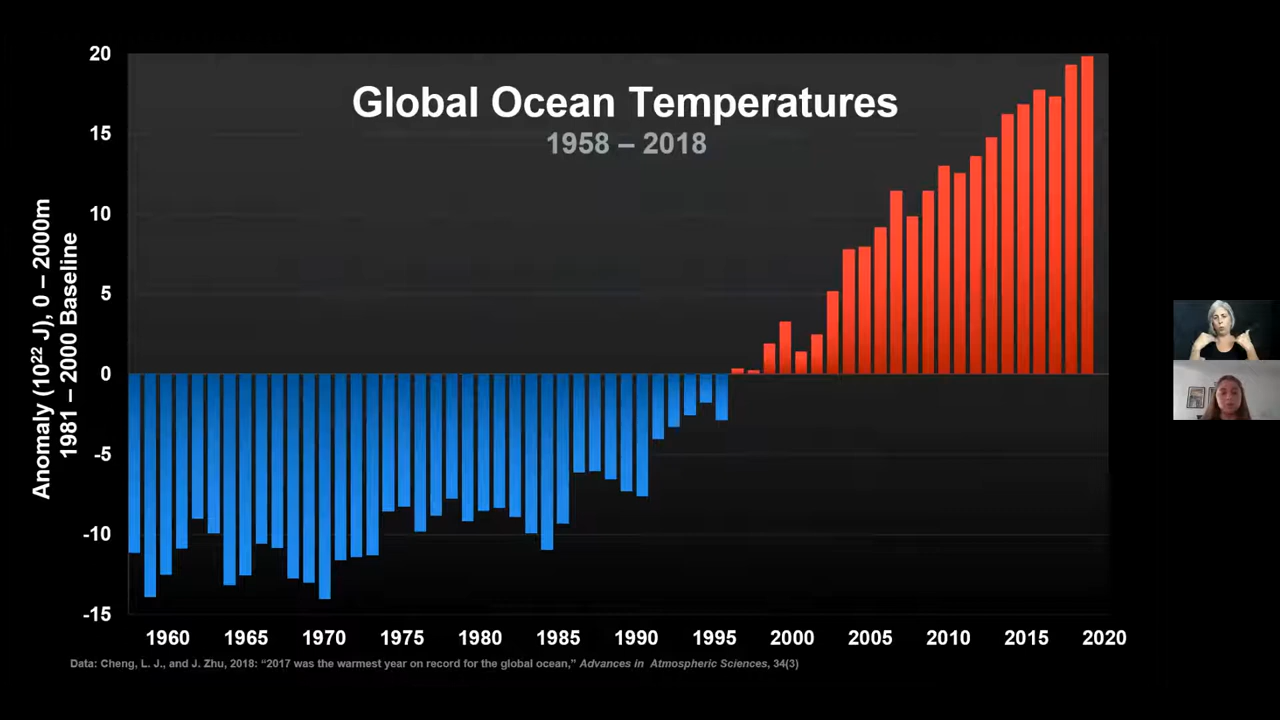 Global Ocean Temperatures
1958 – 2018
20
15
10
5
0
-5
-10
-15
Anomaly (10²² J), 0 – 2000m
1981 – 2000 Baseline
1960 1965 1970 1975 1980 1985 1990 1995 2000 2005 2010 2015 2020
Data: Cheng, L. J., and J. Zhu, 2018: “2017 was the warmest year on record for the global ocean,” Advances in Atmospheric Sciences, 34(3)